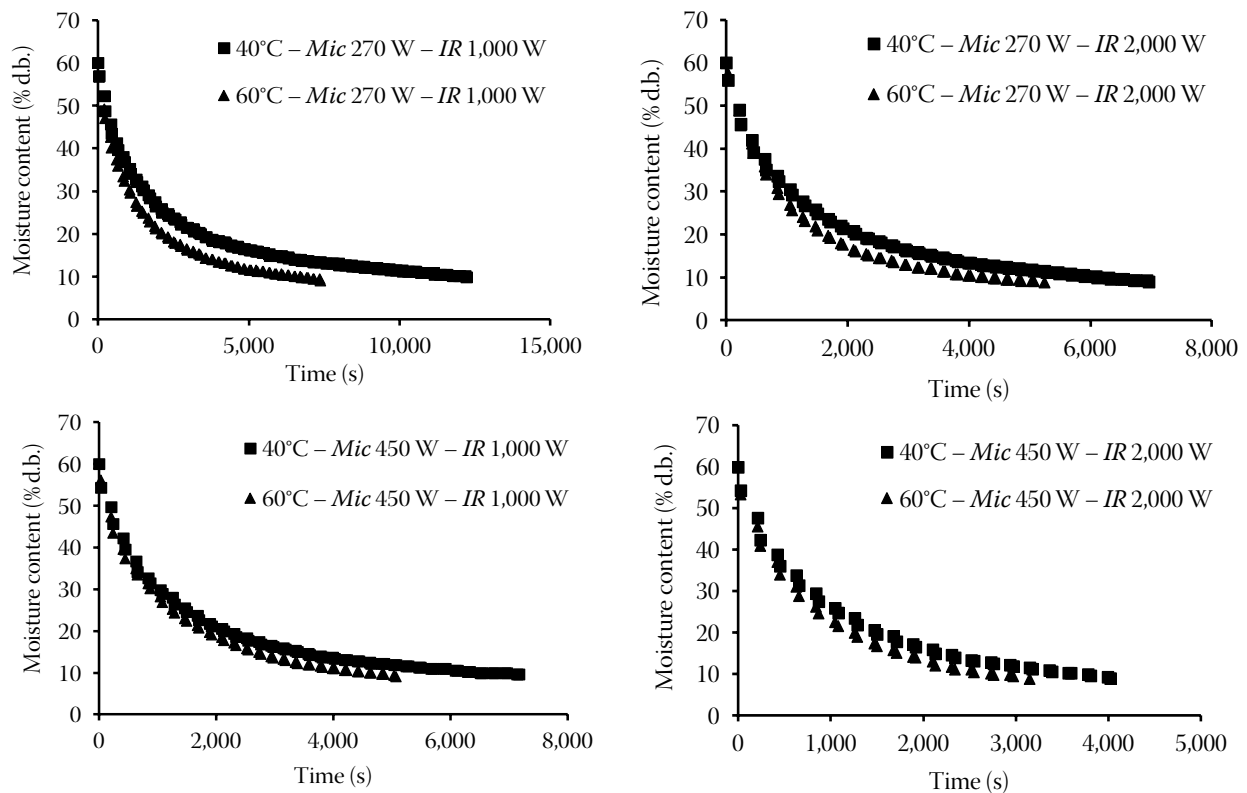 70
60
50
40
30
20
10
0
Moisture content (% d.b.)
40°C – Mic 270 W – IR 1,000 W
60°C – Mic 270 W – IR 1,000 W
0 5,000 10,000 15,000
Time (s)
70
60
50
40
30
20
10
0
Moisture content (% d.b.)
40°C – Mic 270 W – IR 2,000 W
60°C – Mic 270 W – IR 2,000 W
0 2,000 4,000 6,000 8,000
Time (s)
70
60
50
40
30
20
10
0
Moisture content (% d.b.)
40°C – Mic 450 W – IR 1,000 W
60°C – Mic 450 W – IR 1,000 W
0 2,000 4,000 6,000 8,000
Time (s)
70
60
50
40
30
20
10
0
Moisture content (% d.b.)
40°C – Mic 450 W – IR 2,000 W
60°C – Mic 450 W – IR 2,000 W
0 1,000 2,000 3,000 4,000 5,000
Time (s)